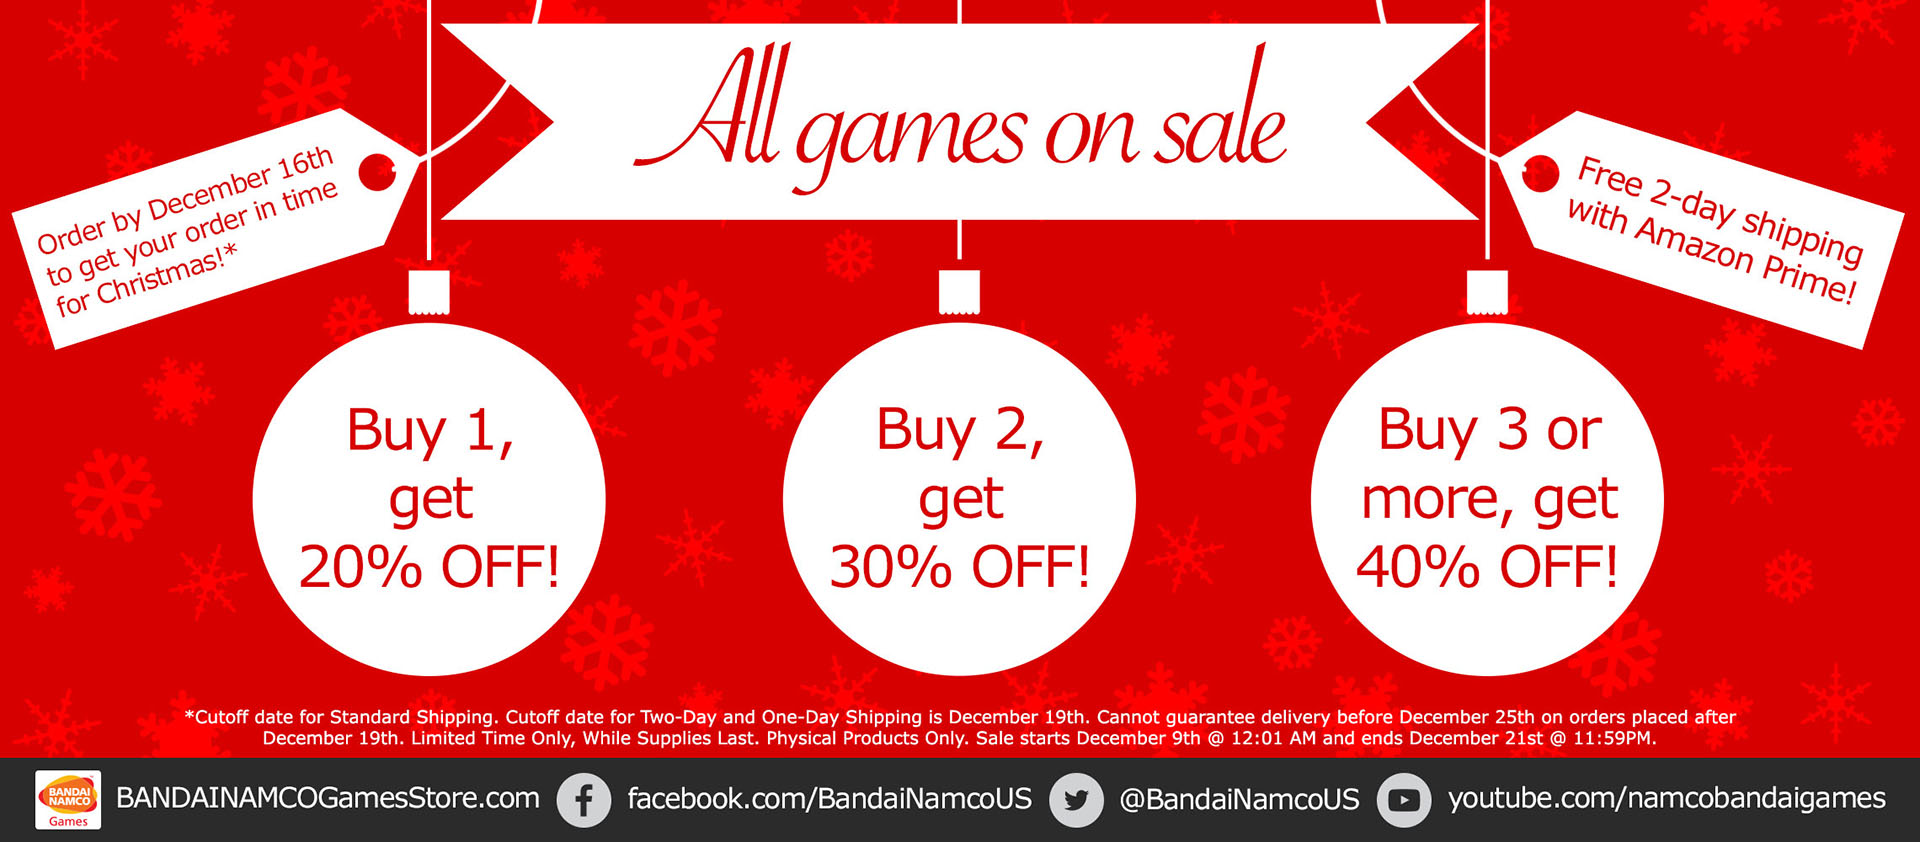 All games on sale
Order by December 16th
to get your order in time
for Christmas!*
Free 2-day shipping
with Amazon Prime!
Buy 1,
get
20% OFF!
Buy 2,
get
30% OFF!
Buy 3 or
more, get
40% OFF!
*Cutoff date for Standard Shipping. Cutoff date for Two-Day and One-Day Shipping is December 19th. Cannot guarantee delivery before December 25th on orders placed after
December 19th. Limited Time Only, While Supplies Last. Physical Products Only. Sale starts December 9th @ 12:01 AM and ends December 21st @ 11:59PM.
BANDAI
NAMCO
Games
BANDAINAMCOGamesStore.com
facebook.com/BandaiNamcoUS
@BandaiNamcoUS
youtube.com/namcobandaigames